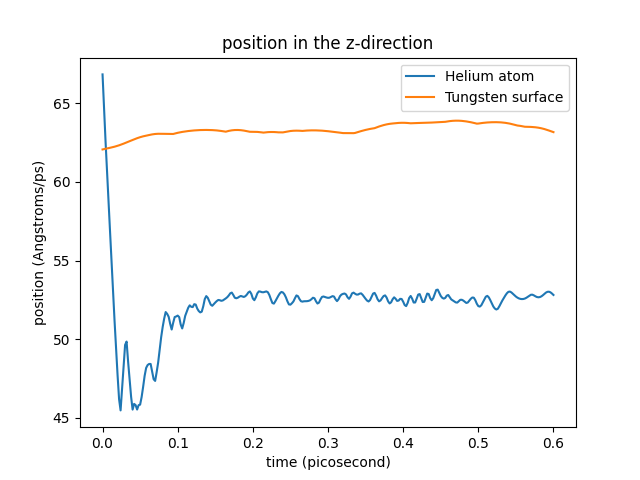 position in the z-direction
Helium atom
Tungsten surface
position (Angstroms/ps)
65
60
55
50
45
0.0 0.1 0.2 0.3 0.4 0.5 0.6
time (picosecond)